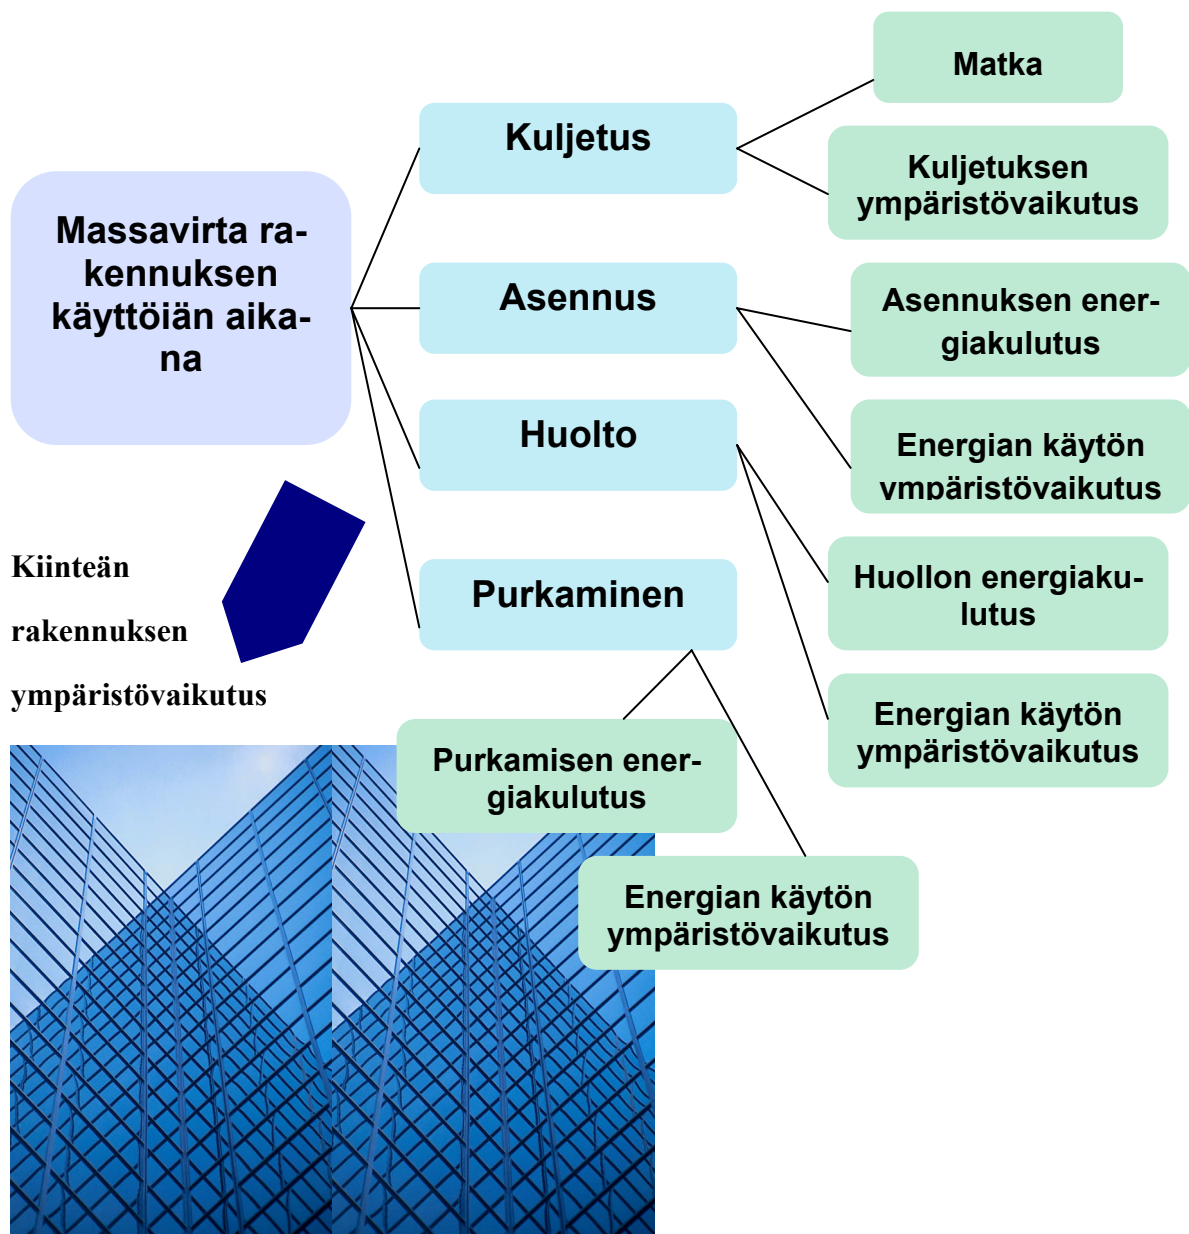 Massavirta ra-
kennuksen
käyttöiän aika-
na
Kuljetus
Matka
Kuljetuksen
ympäristövaikutus
Asennus
Asennuksen ener-
giakulutus
Energian käytön
ympäristövaikutus
Huolto
Huollon energiaku-
lutus
Energian käytön
ympäristövaikutus
Purkaminen
Purkamisen ener-
giakulutus
Energian käytön
ympäristövaikutus
Kiinteän
rakennuksen
ympäristövaikutus